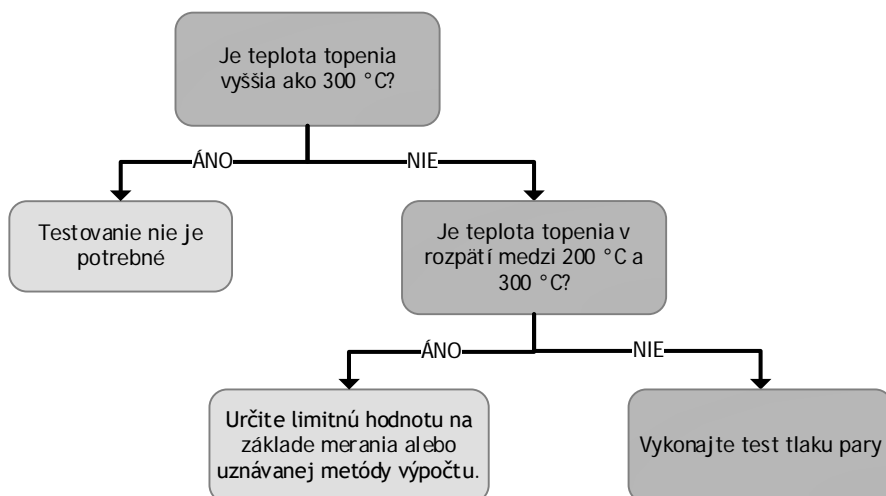 Je teplota topenia
vyššia ako 300 °C?
ÁNO
NIE
Testovanie nie je
potrebné
Je teplota topenia v
rozpätí medzi 200 °C a
300 °C?
ÁNO
NIE
Určite limitnú hodnotu na
základe merania alebo
uznávanej metódy výpočtu.
Vykonajte test tlaku pary